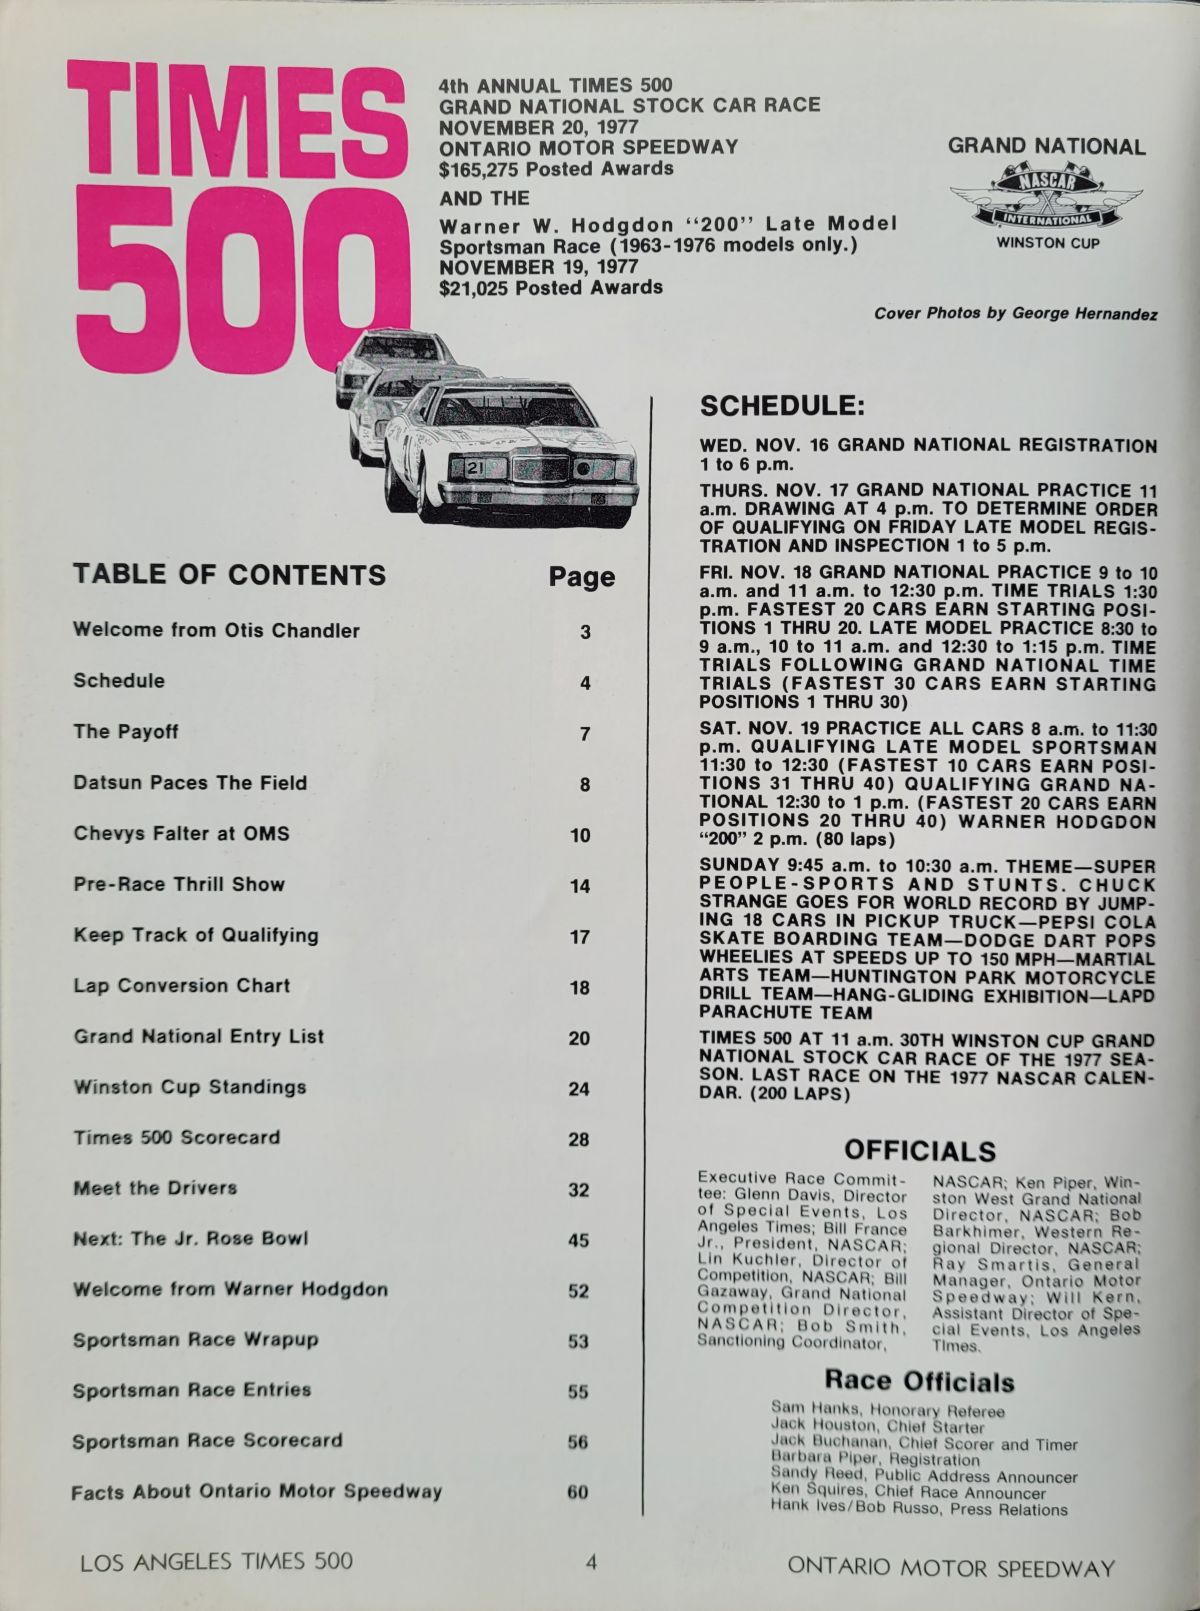 TIMES
500
4th ANNUAL TIMES 500
GRAND NATIONAL STOCK CAR RACE
NOVEMBER 20, 1977
ONTARIO MOTOR SPEEDWAY
$165,275 Posted Awards
AND THE
Warner W. Hodgdon "200" Late Model
Sportsman Race (1963-1976 models only.)
NOVEMBER 19, 1977
$21,025 Posted Awards
GRAND NATIONAL
NASCAR
INTERNATIONAL
WINSTON CUP
Cover Photos by George Hernandez
21
TABLE OF CONTENTS Page
Welcome from Otis Chandler 3
Schedule 4
The Payoff 7
Datsun Paces The Field 8
Chevys Falter at OMS 10
Pre-Race Thrill Show 14
Keep Track of Qualifying 17
Lap Conversion Chart 18
Grand National Entry List 20
Winston Cup Standings 24
Times 500 Scorecard 28
Meet the Drivers 32
Next: The Jr. Rose Bowl 45
Welcome from Warner Hodgdon 52
Sportsman Race Wrapup 53
Sportsman Race Entries 55
Sportsman Race Scorecard 56
Facts About Ontario Motor Speedway 60
SCHEDULE:
WED. NOV. 16 GRAND NATIONAL REGISTRATION
1 to 6 p.m.
THURS. NOV. 17 GRAND NATIONAL PRACTICE 11
a.m. DRAWING AT 4 p.m. TO DETERMINE ORDER
OF QUALIFYING ON FRIDAY LATE MODEL REGIS-
TRATION AND INSPECTION 1 to 5 p.m.
FRI. NOV. 18 GRAND NATIONAL PRACTICE 9 to 10
a.m. and 11 a.m. to 12:30 p.m. TIME TRIALS 1:30
p.m. FASTEST 20 CARS EARN STARTING POSI-
TIONS 1 THRU 20. LATE MODEL PRACTICE 8:30 to
9 a.m., 10 to 11 a.m. and 12:30 to 1:15 p.m. TIME
TRIALS FOLLOWING GRAND NATIONAL TIME
TRIALS (FASTEST 30 CARS EARN STARTING
POSITIONS 1 THRU 30)
SAT. NOV. 19 PRACTICE ALL CARS 8 a.m. to 11:30
p.m. QUALIFYING LATE MODEL SPORTSMAN
11:30 to 12:30 (FASTEST 10 CARS EARN POSI-
TIONS 31 THRU 40) QUALIFYING GRAND NA-
TIONAL 12:30 to 1 p.m. (FASTEST 20 CARS EARN
POSITIONS 20 THRU 40) WARNER HODGDON
"200" 2 p.m. (80 laps)
SUNDAY 9:45 a.m. to 10:30 a.m. THEME—SUPER
PEOPLE-SPORTS AND STUNTS. CHUCK
STRANGE GOES FOR WORLD RECORD BY JUMP-
ING 18 CARS IN PICKUP TRUCK—PEPSI COLA
SKATE BOARDING TEAM—DODGE DART POPS
WHEELIES AT SPEEDS UP TO 150 MPH—MARTIAL
ARTS TEAM—HUNTINGTON PARK MOTORCYCLE
DRILL TEAM—HANG-GLIDING EXHIBITION—LAPD
PARACHUTE TEAM
TIMES 500 AT 11 a.m. 30TH WINSTON CUP GRAND
NATIONAL STOCK CAR RACE OF THE 1977 SEA-
SON. LAST RACE ON THE 1977 NASCAR CALEN-
DAR. (200 LAPS)
OFFICIALS
Executive Race Commit-
tee: Glenn Davis, Director
of Special Events, Los
Angeles Times; Bill France
Jr., President, NASCAR;
Lin Kuchler, Director of
Competition, NASCAR; Bill
Gazaway, Grand National
Competition Director,
NASCAR; Bob Smith,
Sanctioning Coordinator,
NASCAR; Ken Piper, Win-
ston West Grand National
Director, NASCAR; Bob
Barkhimer, Western Re-
gional Director, NASCAR;
Ray Smartis, General
Manager, Ontario Motor
Speedway; Will Kern,
Assistant Director of Spe-
cial Events, Los Angeles
Times.
Race Officials
Sam Hanks, Honorary Referee
Jack Houston, Chief Starter
Jack Buchanan, Chief Scorer and Timer
Barbara Piper, Registration
Sandy Reed, Public Address Announcer
Ken Squires, Chief Race Announcer
Hank Ives/Bob Russo, Press Relations
LOS ANGELES TIMES 500 4 ONTARIO MOTOR SPEEDWAY